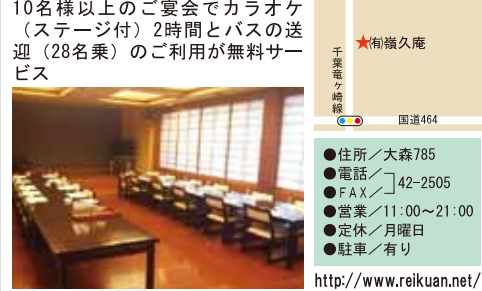 10名様以上のご宴会でカラオケ
（ステージ付）2時間とバスの送
迎（28名乗）のご利用が無料サー
ビス
★㈲嶺久庵
千葉竜ヶ崎線
国道464
●住所／大森785
●電話／
●FAX／
42-2505
●営業／11:00～21:00
●定休／月曜日
●駐車／有り
http://www.reikuan.net/